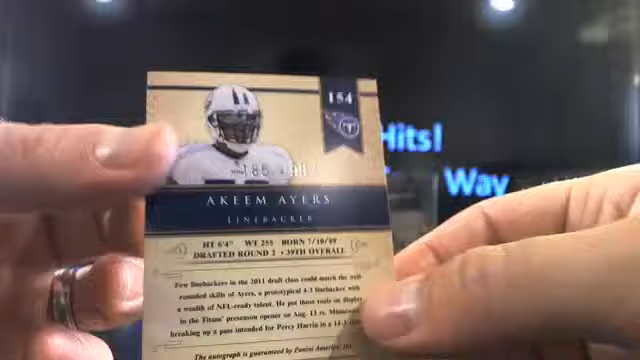 154
Hits!
Way
AKEEM AYERS
LINEBACKER
HT 6'4" WT 255 BORN 7/10/89
DRAFTED ROUND 2 • 39TH OVERALL
Few linebackers in the 2011 draft class could match the well-
rounded skills of Ayers, a prototypical 4-3 linebacker with
a wealth of NFL-ready talent. He put those tools on display
in the Titans' preseason opener on Aug. 13 vs. Minnesota,
breaking up a pass intended for Percy Harvin in a 14-3
The autograph is guaranteed by Panini America, Inc.